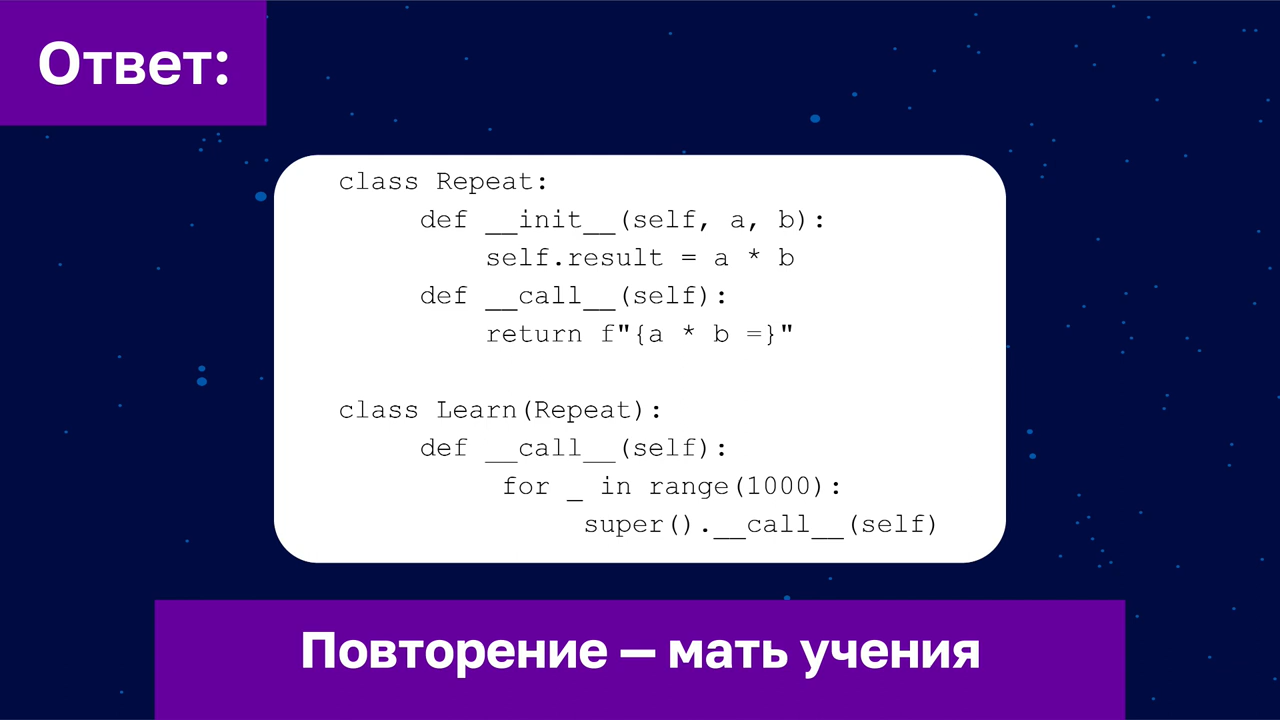 Ответ:
class Repeat:
def __init__(self, a, b):
self.result = a * b
def __call__(self):
return f"{a * b =}"
class Learn(Repeat):
def __call__(self):
for _ in range(1000):
super().__call__(self)
Повторение — мать учения